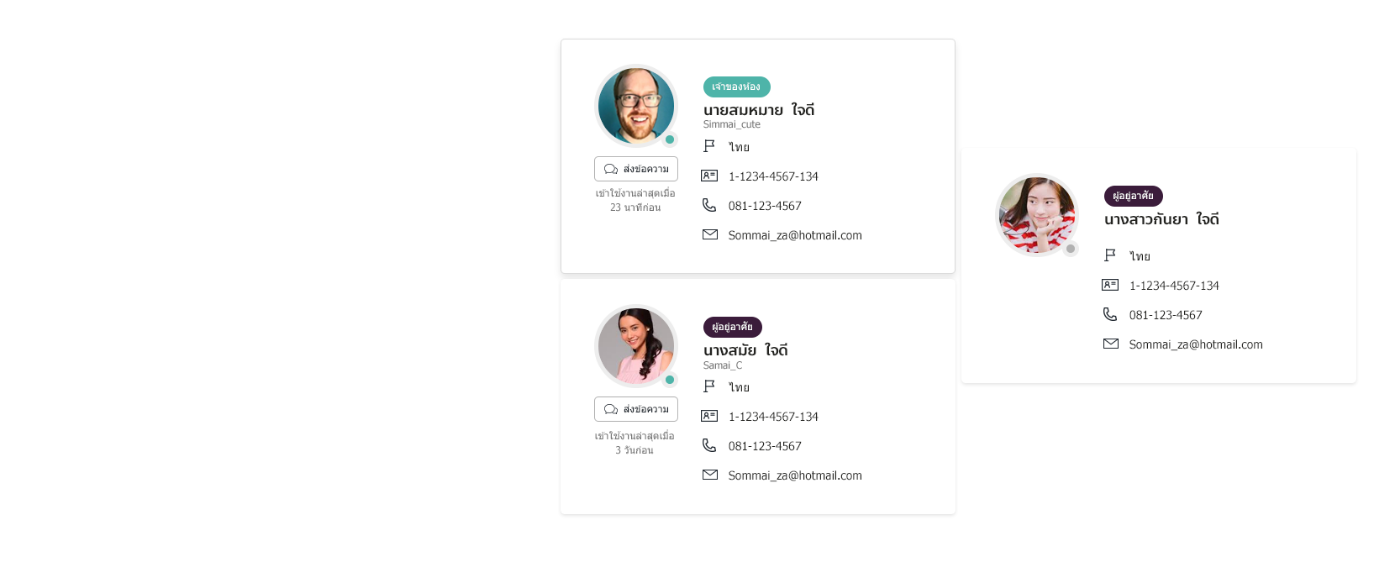 เจ้าของห้อง
นายสมหมาย ใจดี
Simmai_cute
ไทย
1-1234-4567-134
081-123-4567
Sommai_za@hotmail.com
ส่งข้อความ
เข้าใช้งานล่าสุดเมื่อ
23 นาทีก่อน
ผู้อยู่อาศัย
นางสมัย ใจดี
Samai_C
ไทย
1-1234-4567-134
081-123-4567
Sommai_za@hotmail.com
ส่งข้อความ
เข้าใช้งานล่าสุดเมื่อ
3 วันก่อน
ผู้อยู่อาศัย
นางสาวกันยา ใจดี
ไทย
1-1234-4567-134
081-123-4567
Sommai_za@hotmail.com